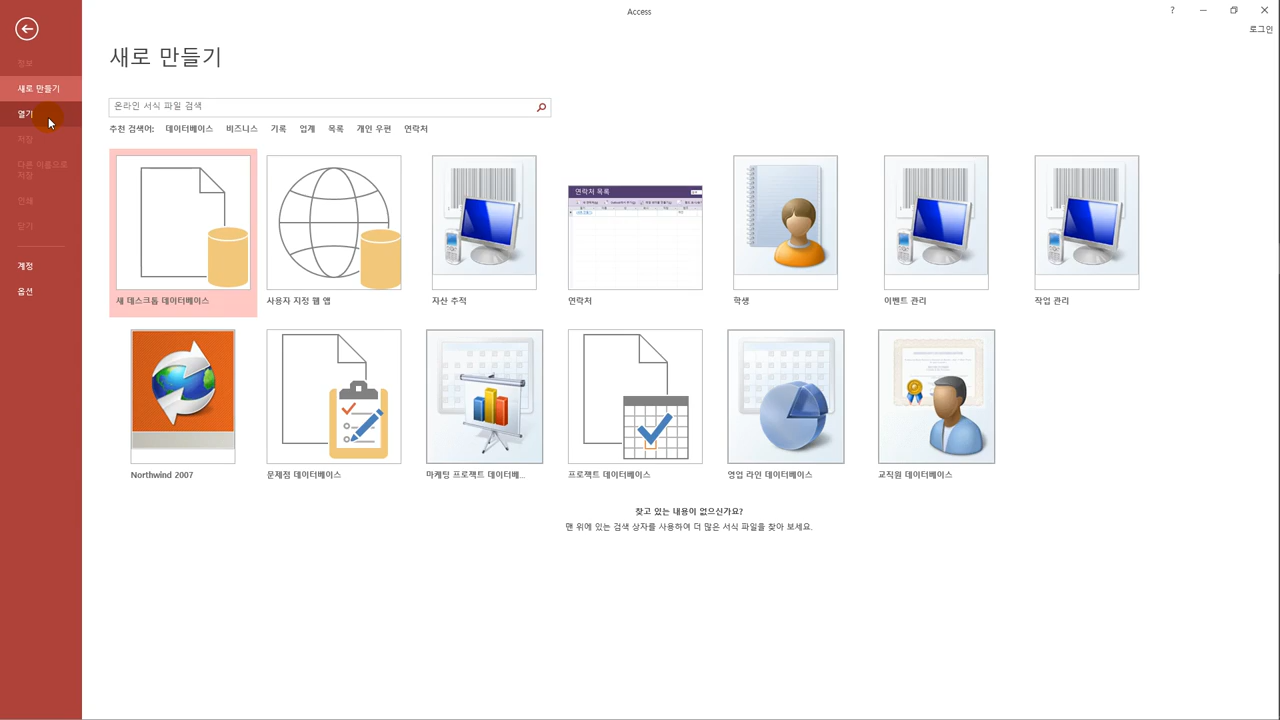 Access
로그인
정보
새로 만들기
열기
저장
다른 이름으로
저장
인쇄
닫기
계정
옵션
새로 만들기
온라인 서식 파일 검색
추천 검색어: 데이터베이스 비즈니스 기록 업계 목록 개인 우편 연락처
연락처 목록
새 데스크톱 데이터베이스
사용자 지정 웹 앱
자산 추적
연락처
학생
이벤트 관리
작업 관리
Northwind 2007
문제점 데이터베이스
마케팅 프로젝트 데이터베...
프로젝트 데이터베이스
영업 라인 데이터베이스
교직원 데이터베이스
찾고 있는 내용이 없으신가요?
맨 위에 있는 검색 상자를 사용하여 더 많은 서식 파일을 찾아 보세요.